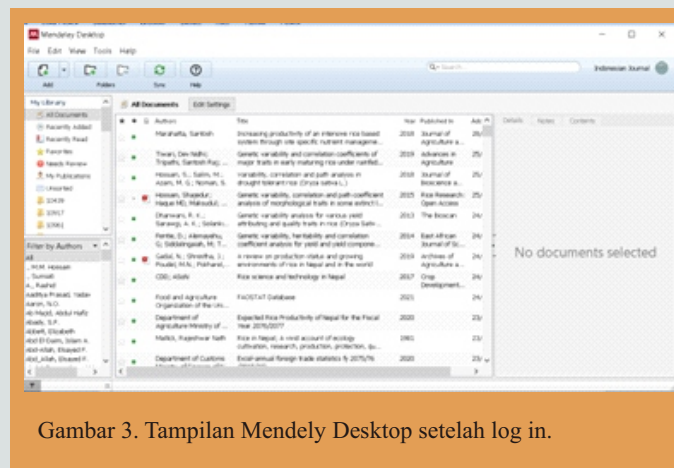 Mendeley Desktop
File Edit View Tools Help
Add Folders Sync Help
Search... Indonesian Journal
My Library
All Documents
Recently Added
Recently Read
Favorites
Needs Review
My Publications
Unsorted
10439
10917
10961
Filter by Authors
All
All Documents Edit Settings
Authors Title Year Published In
Marahatta, Santosh Increasing productivity of an intensive rice based 2018 Journal of
system through site specific nutrient manageme... Agriculture a...
Tiwari, Dev Nidhi; Genetic variability and correlation coefficients of 2019 Advances in
Tripathi, Santosh Raj; ... major traits in early maturing rice under rainfed... Agriculture
Hossain, S.; Salim, M.; Variability, correlation and path analysis in 2018 Journal of
Azam, M. G.; Noman, S. drought tolerant rice (Oryza sativa L.) Bioscience a...
Hossan, Shajedur; Genetic variability, correlation and path-coefficient 2015 Rice Research:
Haque MD, Maksudul; ... analysis of morphological traits in some extinct l... Open Access
Dhanwani, R. K.; Genetic variability analysis for various yield 2013 The Bioscan
Sarawgi, A. K.; Solanki... attributing and quality traits in rice (Oryza Sativ...
Genetic variability, heritability and correlation 2014 East African
coefficient analysis for yield and yield compone... Journal of Sc...
Gadal, N.; Shrestha, J.; A review on production status and growing 2019 Archives of
Poudel, M.N.; Pokharel,... environments of rice in Nepal and in the world Agriculture a...
CDD; ASoN Rice science and technology in Nepal 2017 Crop
Development...
Food and Agriculture FAOSTAT Database 2021
Organization of the Un...
Department of Expected Rice Productivity of Nepal for the Fiscal 2020
Agriculture Ministry of ... Year 2076/2077
Mallick, Rajeshwar Nath Rice in Nepal; A vivid account of ecology 1981
cultivation, research, production, protection, qu...
Department of Customs Excel-annual foreign trade statistics fy 2075/76 2020
Details Notes Contents
No documents selected
Gambar 3. Tampilan Mendely Desktop setelah log in.